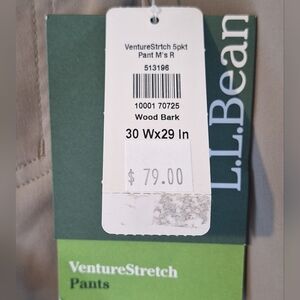 VentureStrtch 5pkt
Pant M's R
513196
10001 70725
Wood Bark
30 Wx29 In
$ 79.00
L.L.Bean
VentureStretch
Pants